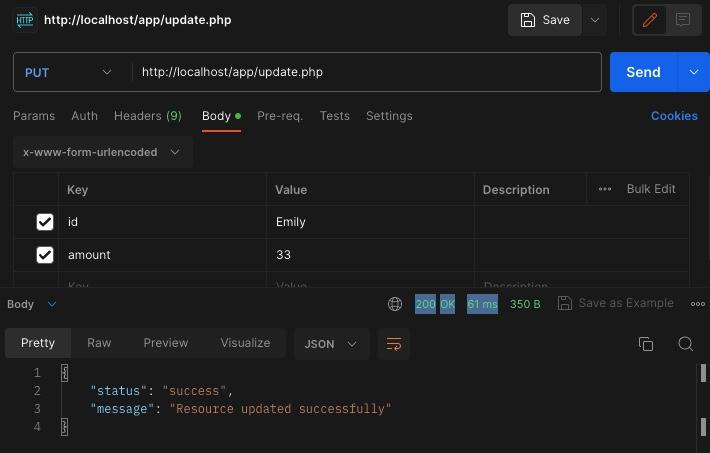 HTTP http://localhost/app/update.php Save
PUT http://localhost/app/update.php Send
Params Auth Headers (9) Body Pre-req. Tests Settings Cookies
x-www-form-urlencoded
Key Value Description ••• Bulk Edit
id Emily
amount 33
Key Value Description
Body 200 OK 61 ms 350 B Save as Example •••
Pretty Raw Preview Visualize JSON
1 {
2 "status": "success",
3 "message": "Resource updated successfully"
4 }